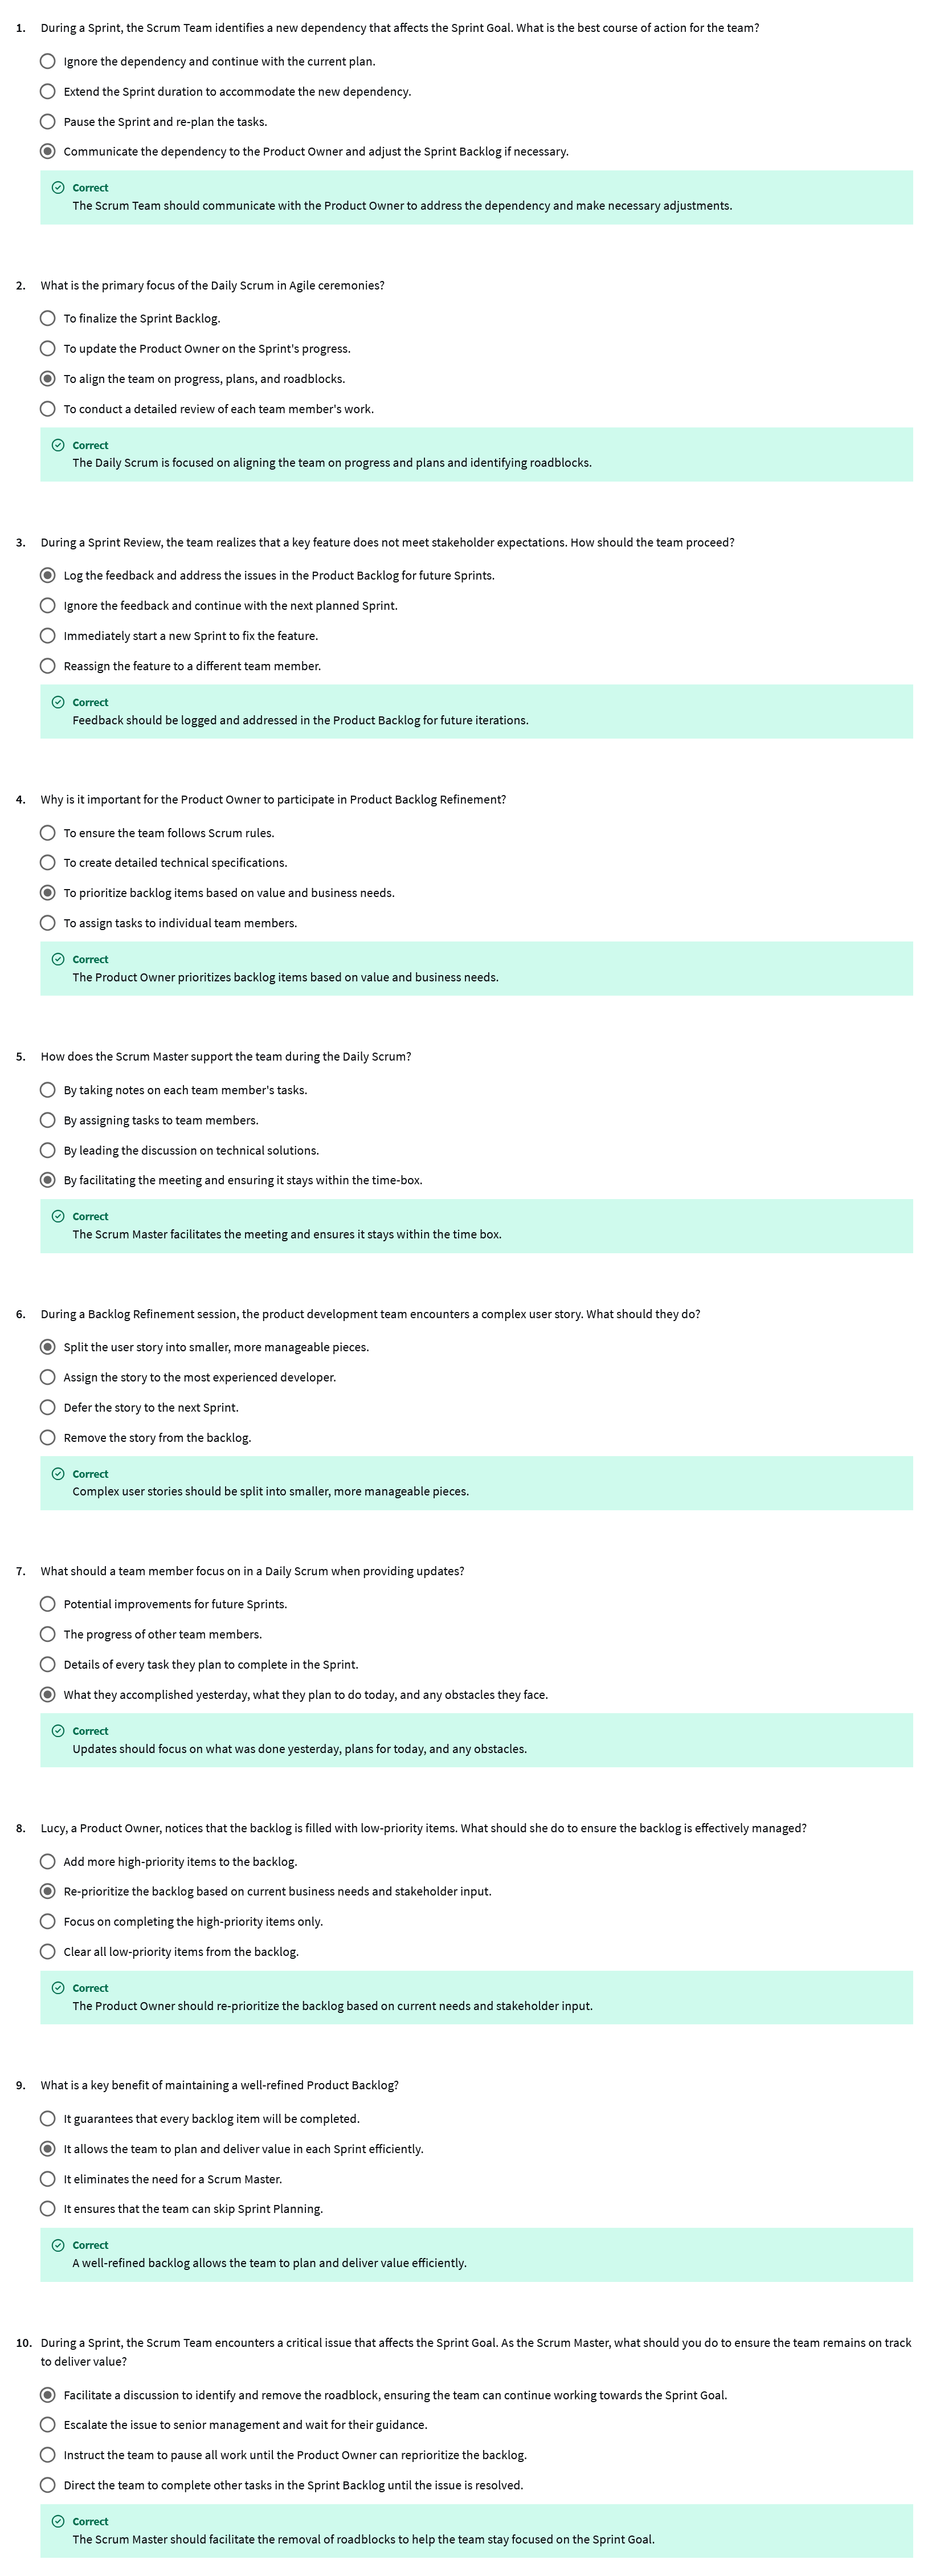 1. During a Sprint, the Scrum Team identifies a new dependency that affects the Sprint Goal. What is the best course of action for the team?
Ignore the dependency and continue with the current plan.
Extend the Sprint duration to accommodate the new dependency.
Pause the Sprint and re-plan the tasks.
Communicate the dependency to the Product Owner and adjust the Sprint Backlog if necessary.
Correct
The Scrum Team should communicate with the Product Owner to address the dependency and make necessary adjustments.
2. What is the primary focus of the Daily Scrum in Agile ceremonies?
To finalize the Sprint Backlog.
To update the Product Owner on the Sprint's progress.
To align the team on progress, plans, and roadblocks.
To conduct a detailed review of each team member's work.
Correct
The Daily Scrum is focused on aligning the team on progress and plans and identifying roadblocks.
3. During a Sprint Review, the team realizes that a key feature does not meet stakeholder expectations. How should the team proceed?
Log the feedback and address the issues in the Product Backlog for future Sprints.
Ignore the feedback and continue with the next planned Sprint.
Immediately start a new Sprint to fix the feature.
Reassign the feature to a different team member.
Correct
Feedback should be logged and addressed in the Product Backlog for future iterations.
4. Why is it important for the Product Owner to participate in Product Backlog Refinement?
To ensure the team follows Scrum rules.
To create detailed technical specifications.
To prioritize backlog items based on value and business needs.
To assign tasks to individual team members.
Correct
The Product Owner prioritizes backlog items based on value and business needs.
5. How does the Scrum Master support the team during the Daily Scrum?
By taking notes on each team member's tasks.
By assigning tasks to team members.
By leading the discussion on technical solutions.
By facilitating the meeting and ensuring it stays within the time-box.
Correct
The Scrum Master facilitates the meeting and ensures it stays within the time box.
6. During a Backlog Refinement session, the product development team encounters a complex user story. What should they do?
Split the user story into smaller, more manageable pieces.
Assign the story to the most experienced developer.
Defer the story to the next Sprint.
Remove the story from the backlog.
Correct
Complex user stories should be split into smaller, more manageable pieces.
7. What should a team member focus on in a Daily Scrum when providing updates?
Potential improvements for future Sprints.
The progress of other team members.
Details of every task they plan to complete in the Sprint.
What they accomplished yesterday, what they plan to do today, and any obstacles they face.
Correct
Updates should focus on what was done yesterday, plans for today, and any obstacles.
8. Lucy, a Product Owner, notices that the backlog is filled with low-priority items. What should she do to ensure the backlog is effectively managed?
Add more high-priority items to the backlog.
Re-prioritize the backlog based on current business needs and stakeholder input.
Focus on completing the high-priority items only.
Clear all low-priority items from the backlog.
Correct
The Product Owner should re-prioritize the backlog based on current needs and stakeholder input.
9. What is a key benefit of maintaining a well-refined Product Backlog?
It guarantees that every backlog item will be completed.
It allows the team to plan and deliver value in each Sprint efficiently.
It eliminates the need for a Scrum Master.
It ensures that the team can skip Sprint Planning.
Correct
A well-refined backlog allows the team to plan and deliver value efficiently.
10. During a Sprint, the Scrum Team encounters a critical issue that affects the Sprint Goal. As the Scrum Master, what should you do to ensure the team remains on track
to deliver value?
Facilitate a discussion to identify and remove the roadblock, ensuring the team can continue working towards the Sprint Goal.
Escalate the issue to senior management and wait for their guidance.
Instruct the team to pause all work until the Product Owner can reprioritize the backlog.
Direct the team to complete other tasks in the Sprint Backlog until the issue is resolved.
Correct
The Scrum Master should facilitate the removal of roadblocks to help the team stay focused on the Sprint Goal.